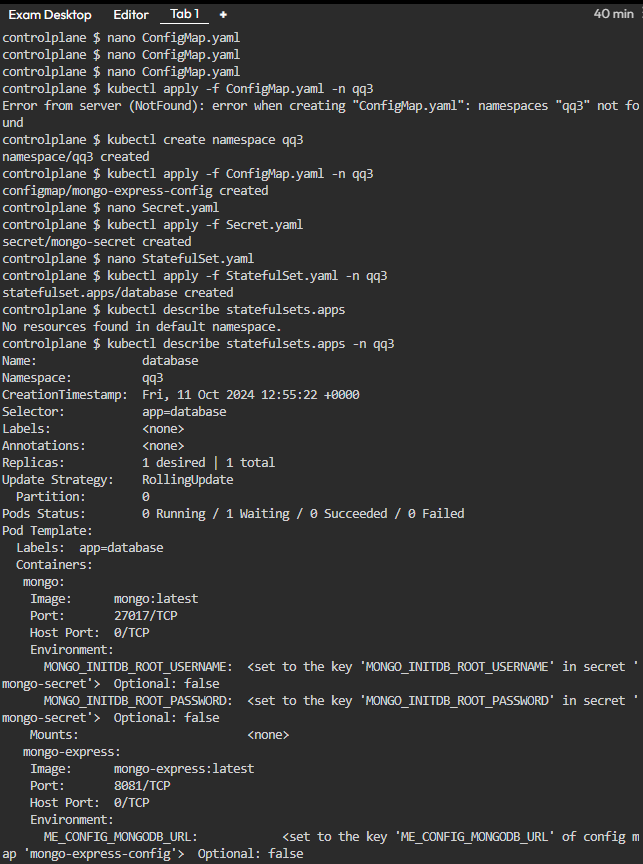 Exam Desktop Editor Tab 1 + 40 min
controlplane $ nano ConfigMap.yaml
controlplane $ nano ConfigMap.yaml
controlplane $ nano ConfigMap.yaml
controlplane $ kubectl apply -f ConfigMap.yaml -n qq3
Error from server (NotFound): error when creating "ConfigMap.yaml": namespaces "qq3" not fo
und
controlplane $ kubectl create namespace qq3
namespace/qq3 created
controlplane $ kubectl apply -f ConfigMap.yaml -n qq3
configmap/mongo-express-config created
controlplane $ nano Secret.yaml
controlplane $ kubectl apply -f Secret.yaml
secret/mongo-secret created
controlplane $ nano StatefulSet.yaml
controlplane $ kubectl apply -f StatefulSet.yaml -n qq3
statefulset.apps/database created
controlplane $ kubectl describe statefulsets.apps
No resources found in default namespace.
controlplane $ kubectl describe statefulsets.apps -n qq3
Name:               database
Namespace:          qq3
CreationTimestamp:  Fri, 11 Oct 2024 12:55:22 +0000
Selector:           app=database
Labels:             <none>
Annotations:        <none>
Replicas:           1 desired | 1 total
Update Strategy:    RollingUpdate
  Partition:        0
Pods Status:        0 Running / 1 Waiting / 0 Succeeded / 0 Failed
Pod Template:
  Labels:  app=database
  Containers:
   mongo:
    Image:      mongo:latest
    Port:       27017/TCP
    Host Port:  0/TCP
    Environment:
      MONGO_INITDB_ROOT_USERNAME:  <set to the key 'MONGO_INITDB_ROOT_USERNAME' in secret '
mongo-secret'>  Optional: false
      MONGO_INITDB_ROOT_PASSWORD:  <set to the key 'MONGO_INITDB_ROOT_PASSWORD' in secret '
mongo-secret'>  Optional: false
    Mounts:                        <none>
   mongo-express:
    Image:      mongo-express:latest
    Port:       8081/TCP
    Host Port:  0/TCP
    Environment:
      ME_CONFIG_MONGODB_URL:            <set to the key 'ME_CONFIG_MONGODB_URL' of config m
ap 'mongo-express-config'>  Optional: false